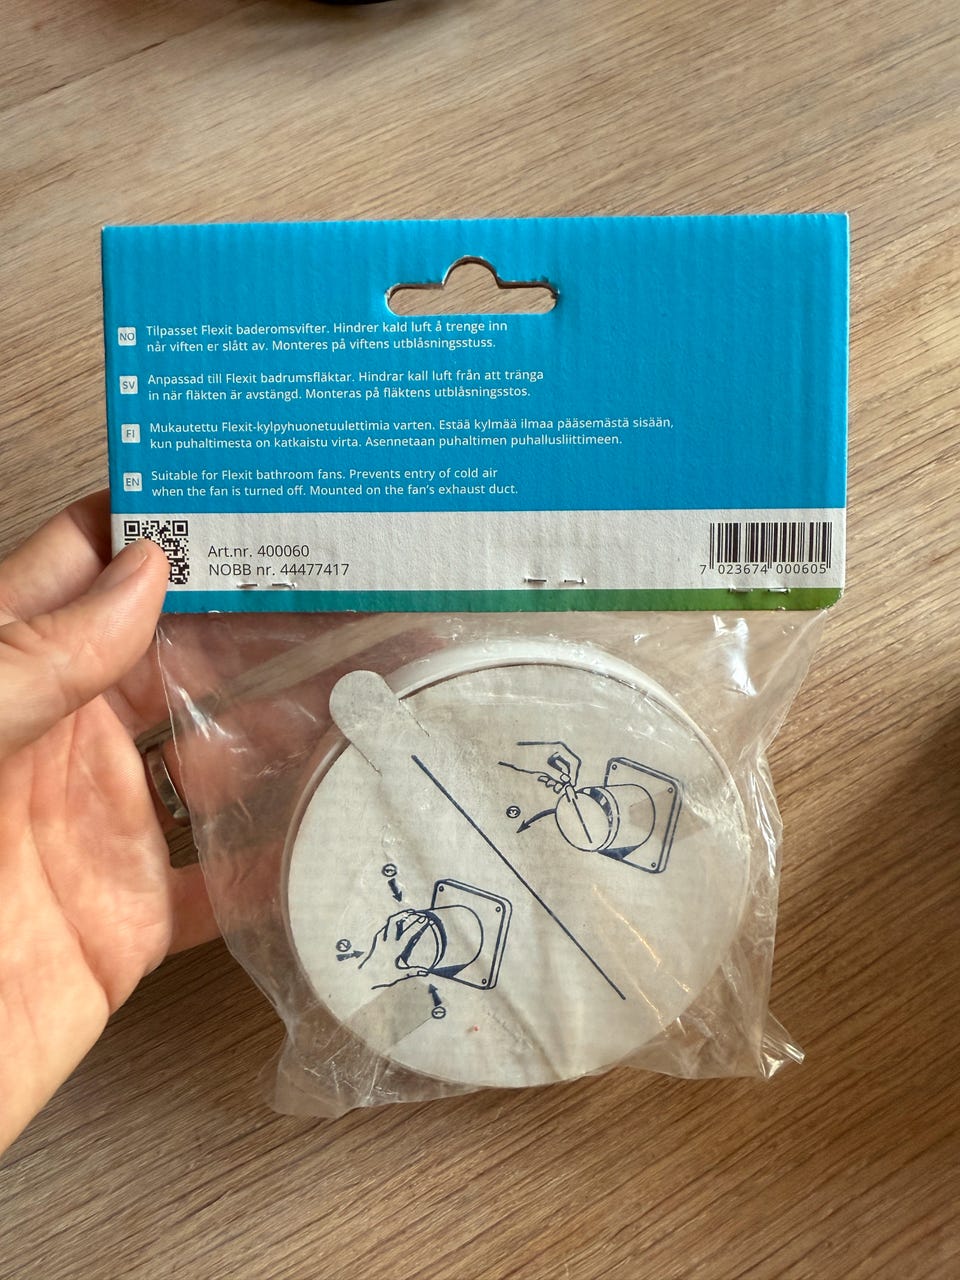 NO
Tilpasset Flexit baderomsvifter. Hindrer kald luft å trenge inn
når viften er slått av. Monteres på viftens utblåsningsstuss.
SV
Anpassad till Flexit badrumsfläktar. Hindrar kall luft från att tränga
in när fläkten är avstängd. Monteras på fläktens utblåsningsstos.
FI
Mukautettu Flexit-kylpyhuonetuulettimia varten. Estää kylmää ilmaa pääsemästä sisään,
kun puhaltimesta on katkaistu virta. Asennetaan puhaltimen puhallusliittimeen.
EN
Suitable for Flexit bathroom fans. Prevents entry of cold air
when the fan is turned off. Mounted on the fan's exhaust duct.
Art.nr. 400060
NOBB nr. 44477417
7 023674 000605
3
1
2
1